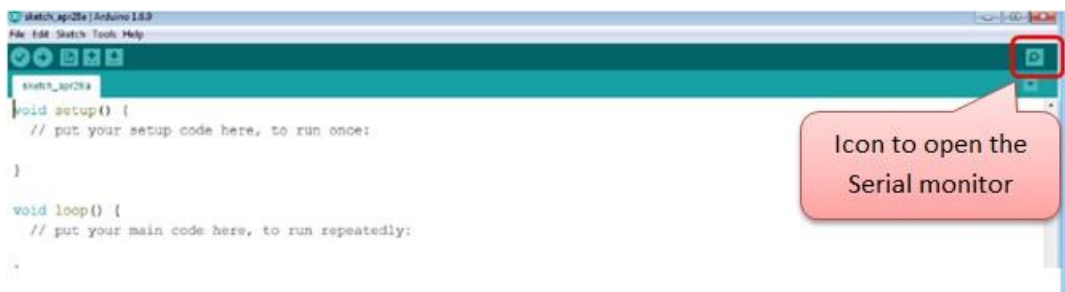 sketch_apr28a | Arduino 1.6.9
File Edit Sketch Tools Help
sketch_apr28a
void setup() {
// put your setup code here, to run once:
}
void loop() {
// put your main code here, to run repeatedly:
Icon to open the
Serial monitor